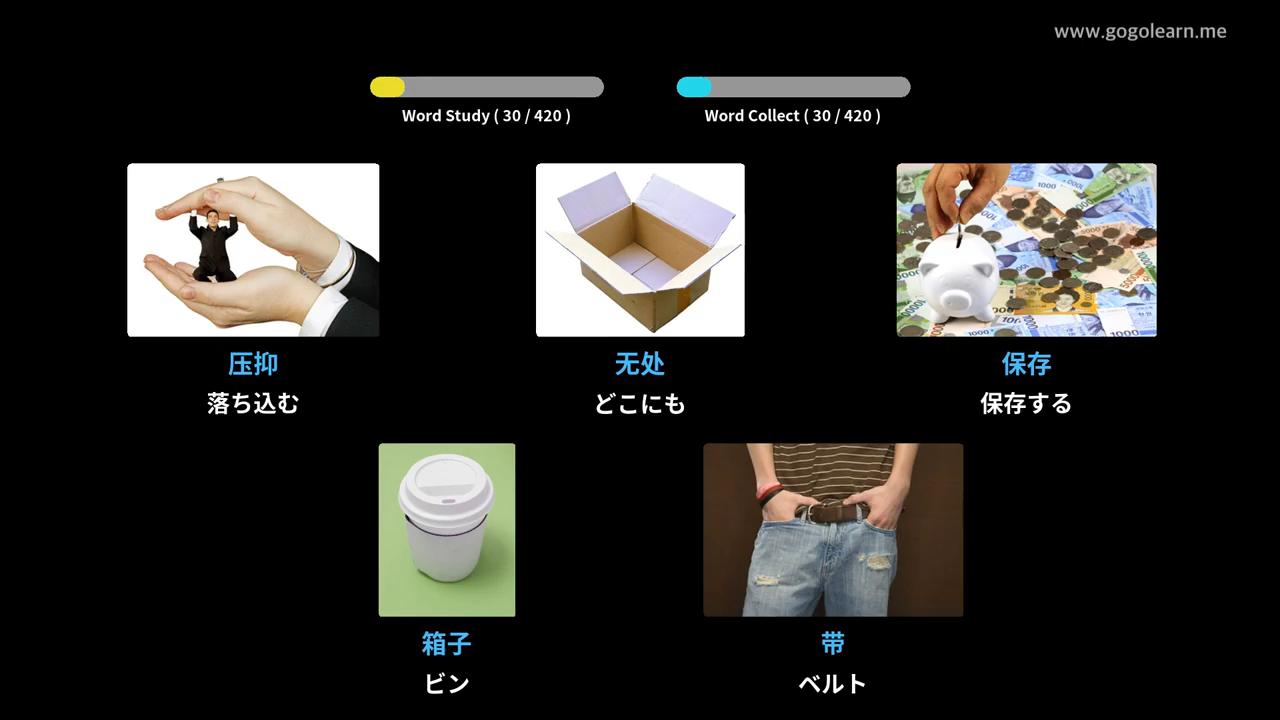 www.gogolearn.me
Word Study ( 30 / 420 )
Word Collect ( 30 / 420 )
压抑
落ち込む
无处
どこにも
保存
保存する
箱子
ビン
带
ベルト